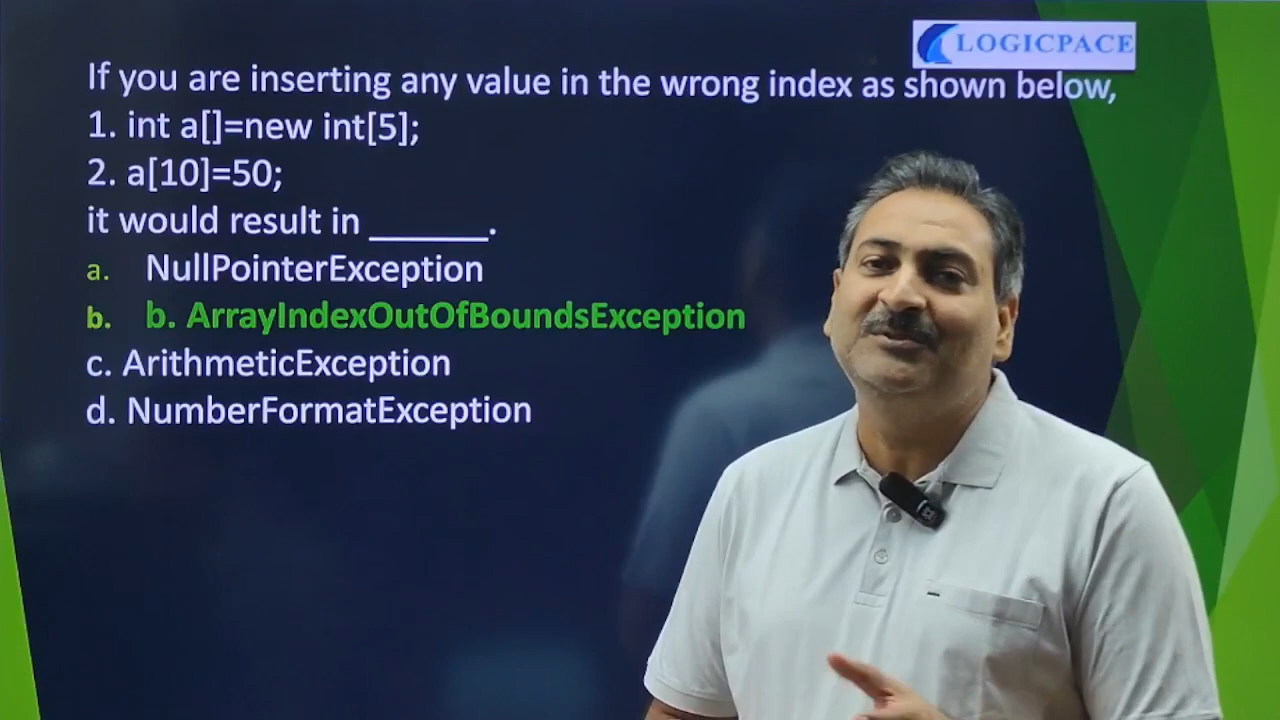 LOGICPACE
If you are inserting any value in the wrong index as shown below,
1. int a[]=new int[5];
2. a[10]=50;
it would result in ______.
a. NullPointerException
b. b. ArrayIndexOutOfBoundsException
c. ArithmeticException
d. NumberFormatException